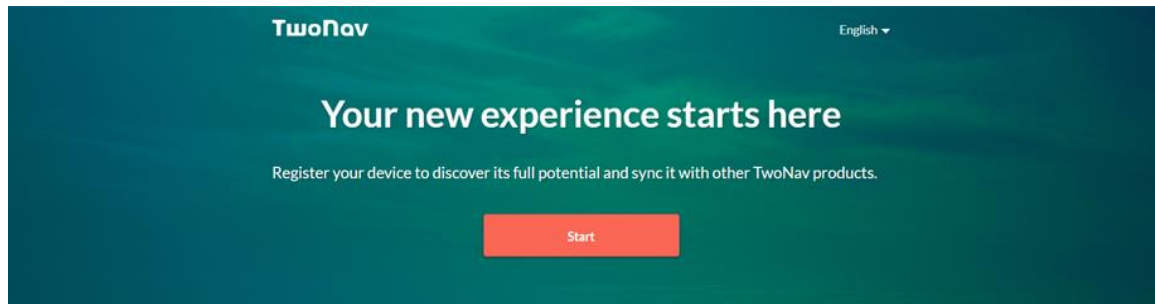 TwoNav
English
Your new experience starts here
Register your device to discover its full potential and sync it with other TwoNav products.
Start